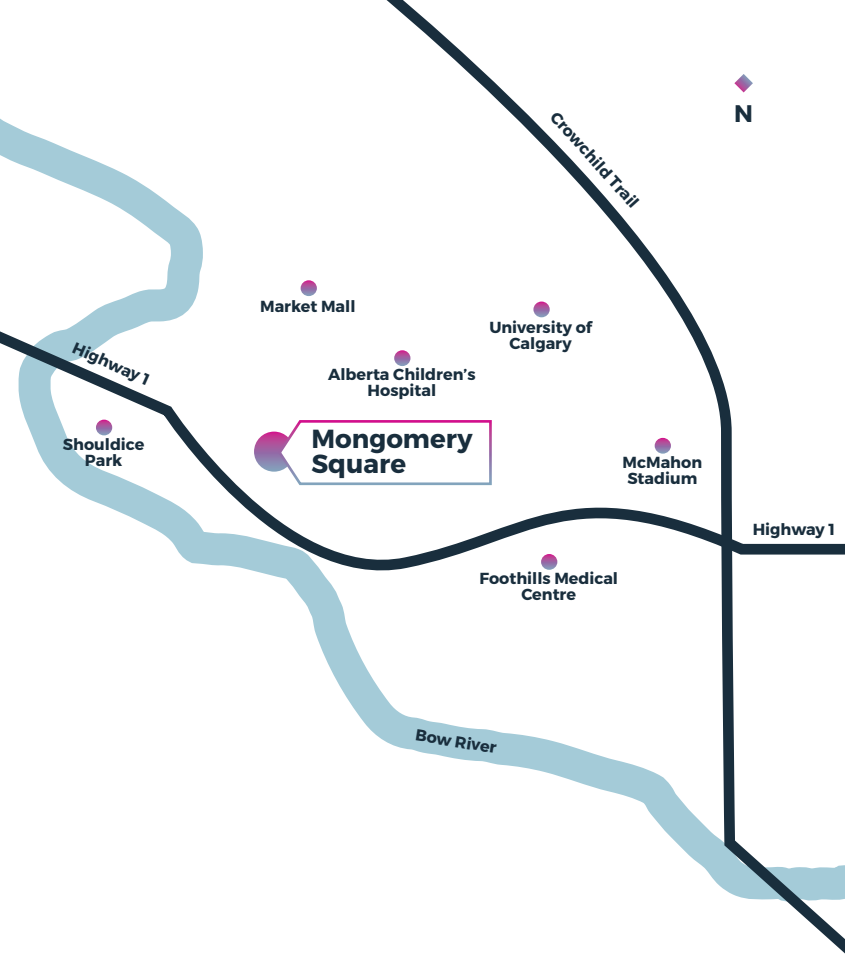 N
Crowchild Trail
Market Mall
University of
Calgary
Highway 1
Alberta Children's
Hospital
Shouldice
Park
Mongomery
Square
McMahon
Stadium
Highway 1
Foothills Medical
Centre
Bow River